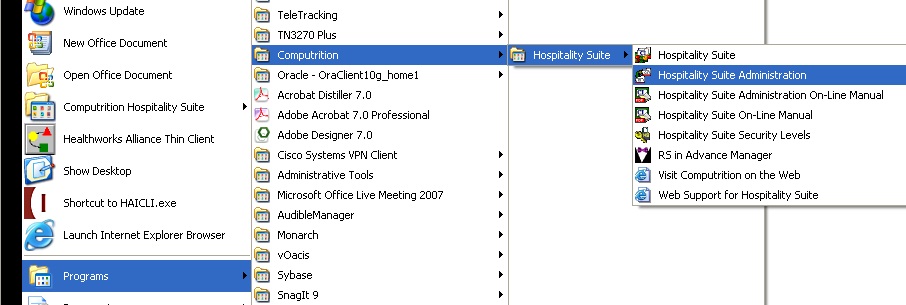 Windows Update
New Office Document
Open Office Document
Computrition Hospitality Suite
Healthworks Alliance Thin Client
Show Desktop
Shortcut to HAICLI.exe
Launch Internet Explorer Browser
Programs
TeleTracking
TN3270 Plus
Computrition
Oracle - OraClient10g_home1
Acrobat Distiller 7.0
Adobe Acrobat 7.0 Professional
Adobe Designer 7.0
Cisco Systems VPN Client
Administrative Tools
Microsoft Office Live Meeting 2007
AudibleManager
Monarch
vOacis
Sybase
SnagIt 9
Hospitality Suite
Hospitality Suite
Hospitality Suite Administration
Hospitality Suite Administration On-Line Manual
Hospitality Suite On-Line Manual
Hospitality Suite Security Levels
RS in Advance Manager
Visit Computrition on the Web
Web Support for Hospitality Suite